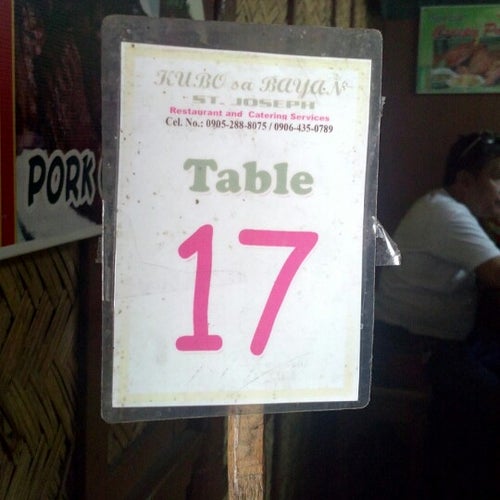 KUBO sa BAYAN
ST. JOSEPH
Restaurant and Catering Services
Cel. No.: 0905-288-8075 / 0906-435-0789
Table
17
PORK